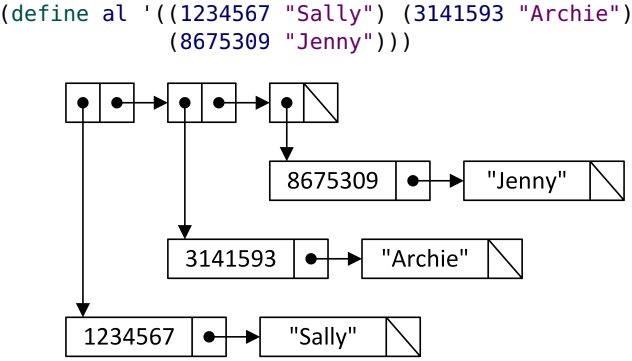 (define al '((1234567 "Sally") (3141593 "Archie")
(8675309 "Jenny")))
8675309 "Jenny"
3141593 "Archie"
1234567 "Sally"